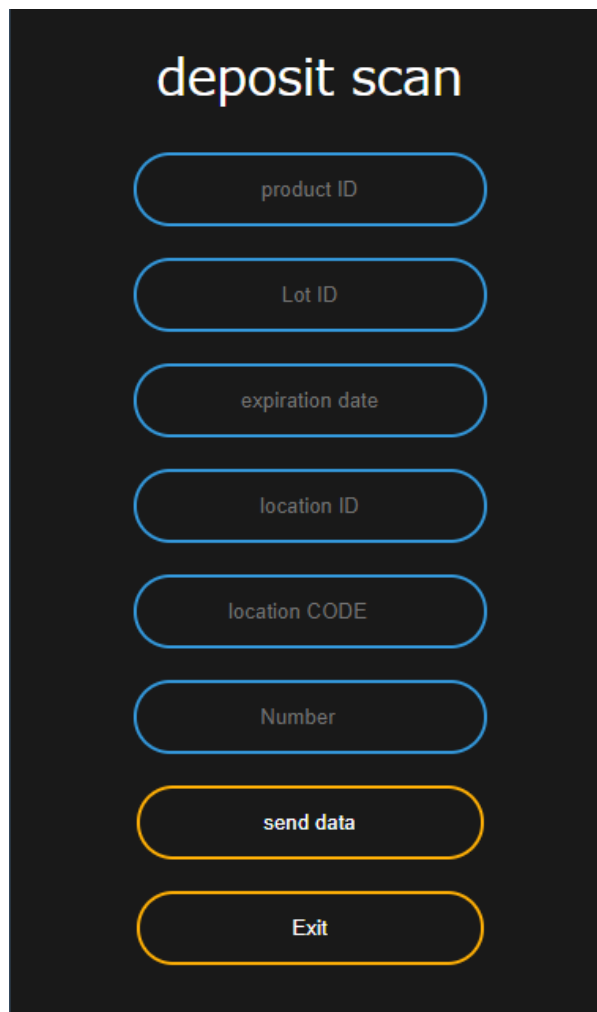 deposit scan
product ID
Lot ID
expiration date
location ID
location CODE
Number
send data
Exit